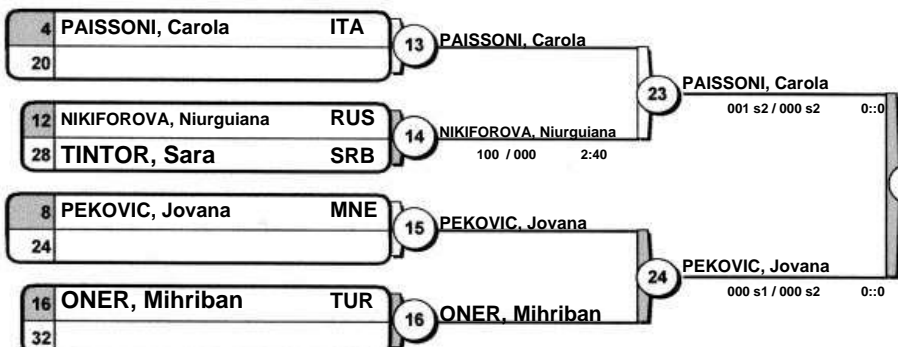 4 PAISSONI, Carola ITA
20
13 PAISSONI, Carola
12 NIKIFOROVA, Niurguiana RUS
28 TINTOR, Sara SRB
14 NIKIFOROVA, Niurguiana
100 / 000 2:40
23 PAISSONI, Carola
001 s2 / 000 s2 0::0
8 PEKOVIC, Jovana MNE
24
15 PEKOVIC, Jovana
16 ONER, Mihriban TUR
32
16 ONER, Mihriban
24 PEKOVIC, Jovana
000 s1 / 000 s2 0::0